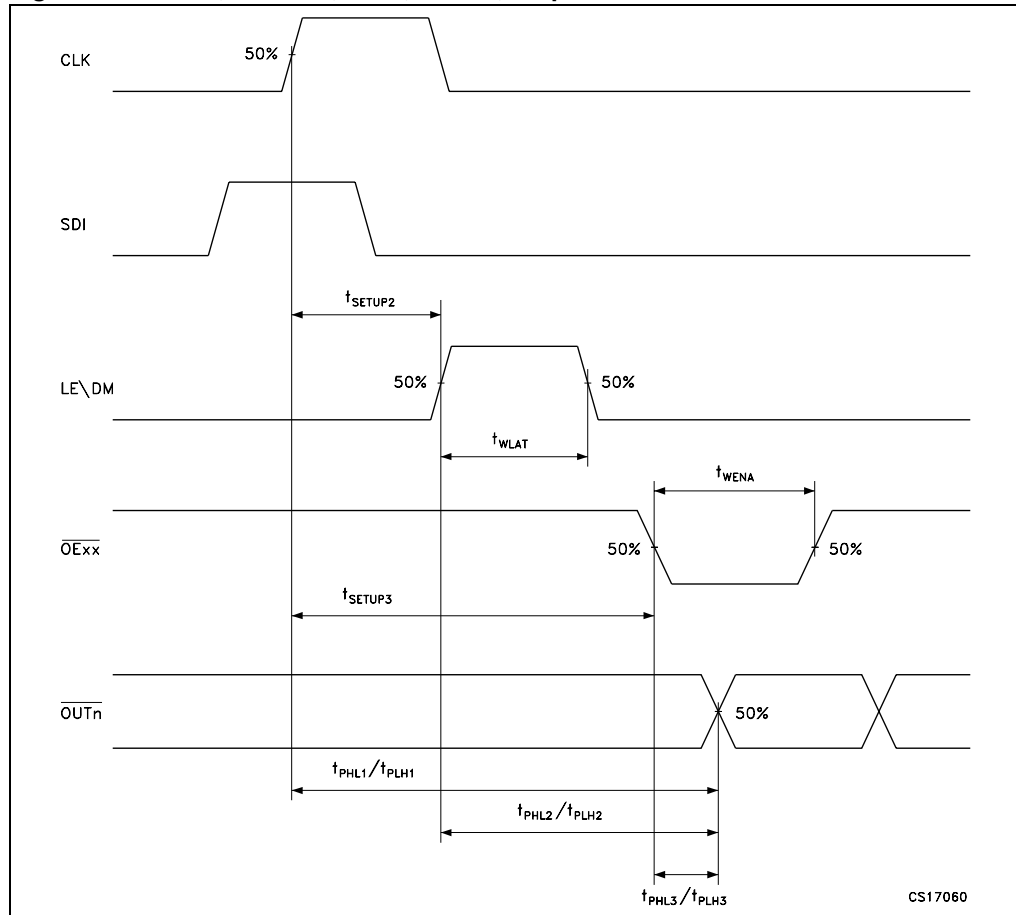 CLK
50%
SDI
tSETUP2
LE\DM
50%
50%
tWLAT
tWENA
OExx
50%
50%
tSETUP3
OUTn
50%
tPHL1/tPLH1
tPHL2/tPLH2
tPHL3/tPLH3
CS17060